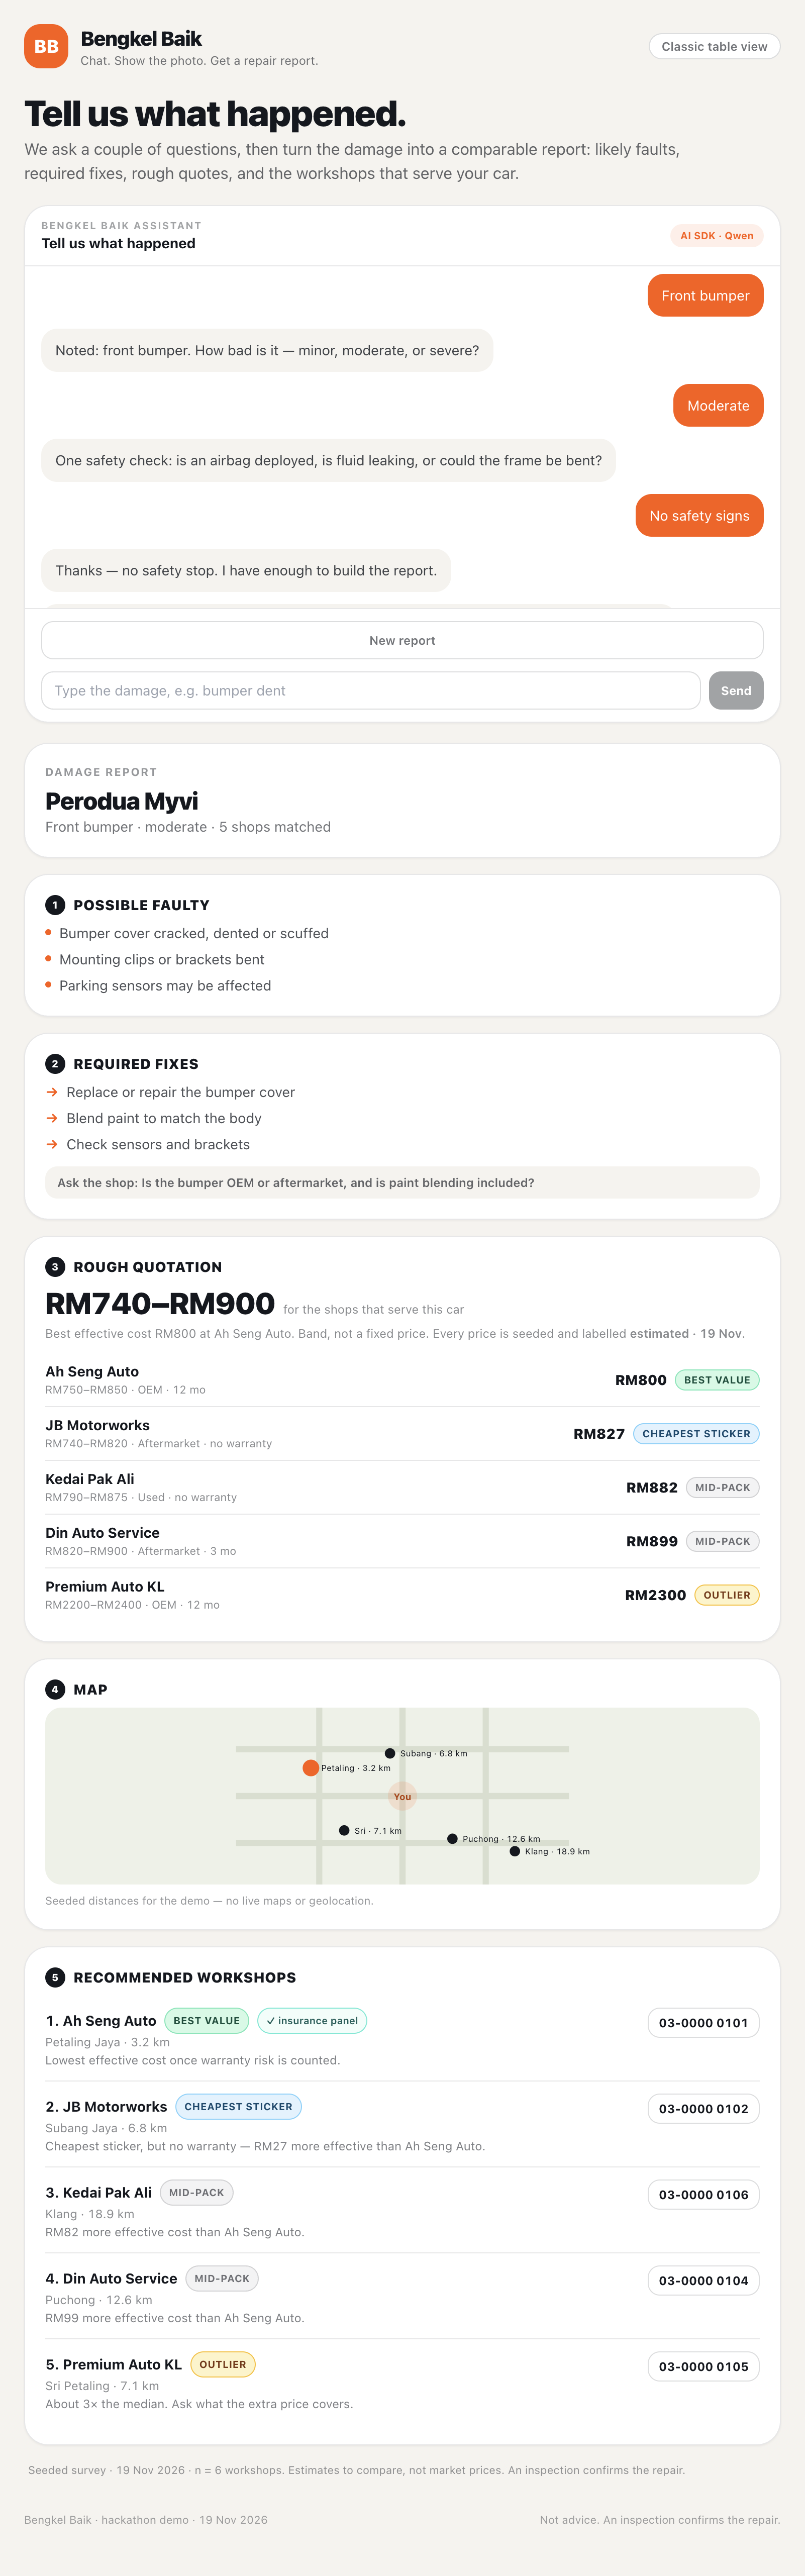 BB
Bengkel Baik
Chat. Show the photo. Get a repair report.
Classic table view
Tell us what happened.
We ask a couple of questions, then turn the damage into a comparable report: likely faults,
required fixes, rough quotes, and the workshops that serve your car.
BENGKEL BAIK ASSISTANT
Tell us what happened
AI SDK · Qwen
Front bumper
Noted: front bumper. How bad is it — minor, moderate, or severe?
Moderate
One safety check: is an airbag deployed, is fluid leaking, or could the frame be bent?
No safety signs
Thanks — no safety stop. I have enough to build the report.
New report
Type the damage, e.g. bumper dent
Send
DAMAGE REPORT
Perodua Myvi
Front bumper · moderate · 5 shops matched
1 POSSIBLE FAULTY
Bumper cover cracked, dented or scuffed
Mounting clips or brackets bent
Parking sensors may be affected
2 REQUIRED FIXES
→ Replace or repair the bumper cover
→ Blend paint to match the body
→ Check sensors and brackets
Ask the shop: Is the bumper OEM or aftermarket, and is paint blending included?
3 ROUGH QUOTATION
RM740–RM900 for the shops that serve this car
Best effective cost RM800 at Ah Seng Auto. Band, not a fixed price. Every price is seeded and labelled estimated · 19 Nov.
Ah Seng Auto
RM750–RM850 · OEM · 12 mo
RM800 BEST VALUE
JB Motorworks
RM740–RM820 · Aftermarket · no warranty
RM827 CHEAPEST STICKER
Kedai Pak Ali
RM790–RM875 · Used · no warranty
RM882 MID-PACK
Din Auto Service
RM820–RM900 · Aftermarket · 3 mo
RM899 MID-PACK
Premium Auto KL
RM2200–RM2400 · OEM · 12 mo
RM2300 OUTLIER
4 MAP
Subang · 6.8 km
Petaling · 3.2 km
You
Sri · 7.1 km
Puchong · 12.6 km
Klang · 18.9 km
Seeded distances for the demo — no live maps or geolocation.
5 RECOMMENDED WORKSHOPS
1. Ah Seng Auto BEST VALUE ✓ insurance panel
03-0000 0101
Petaling Jaya · 3.2 km
Lowest effective cost once warranty risk is counted.
2. JB Motorworks CHEAPEST STICKER
03-0000 0102
Subang Jaya · 6.8 km
Cheapest sticker, but no warranty — RM27 more effective than Ah Seng Auto.
3. Kedai Pak Ali MID-PACK
03-0000 0106
Klang · 18.9 km
RM82 more effective cost than Ah Seng Auto.
4. Din Auto Service MID-PACK
03-0000 0104
Puchong · 12.6 km
RM99 more effective cost than Ah Seng Auto.
5. Premium Auto KL OUTLIER
03-0000 0105
Sri Petaling · 7.1 km
About 3× the median. Ask what the extra price covers.
Seeded survey · 19 Nov 2026 · n = 6 workshops. Estimates to compare, not market prices. An inspection confirms the repair.
Bengkel Baik · hackathon demo · 19 Nov 2026
Not advice. An inspection confirms the repair.